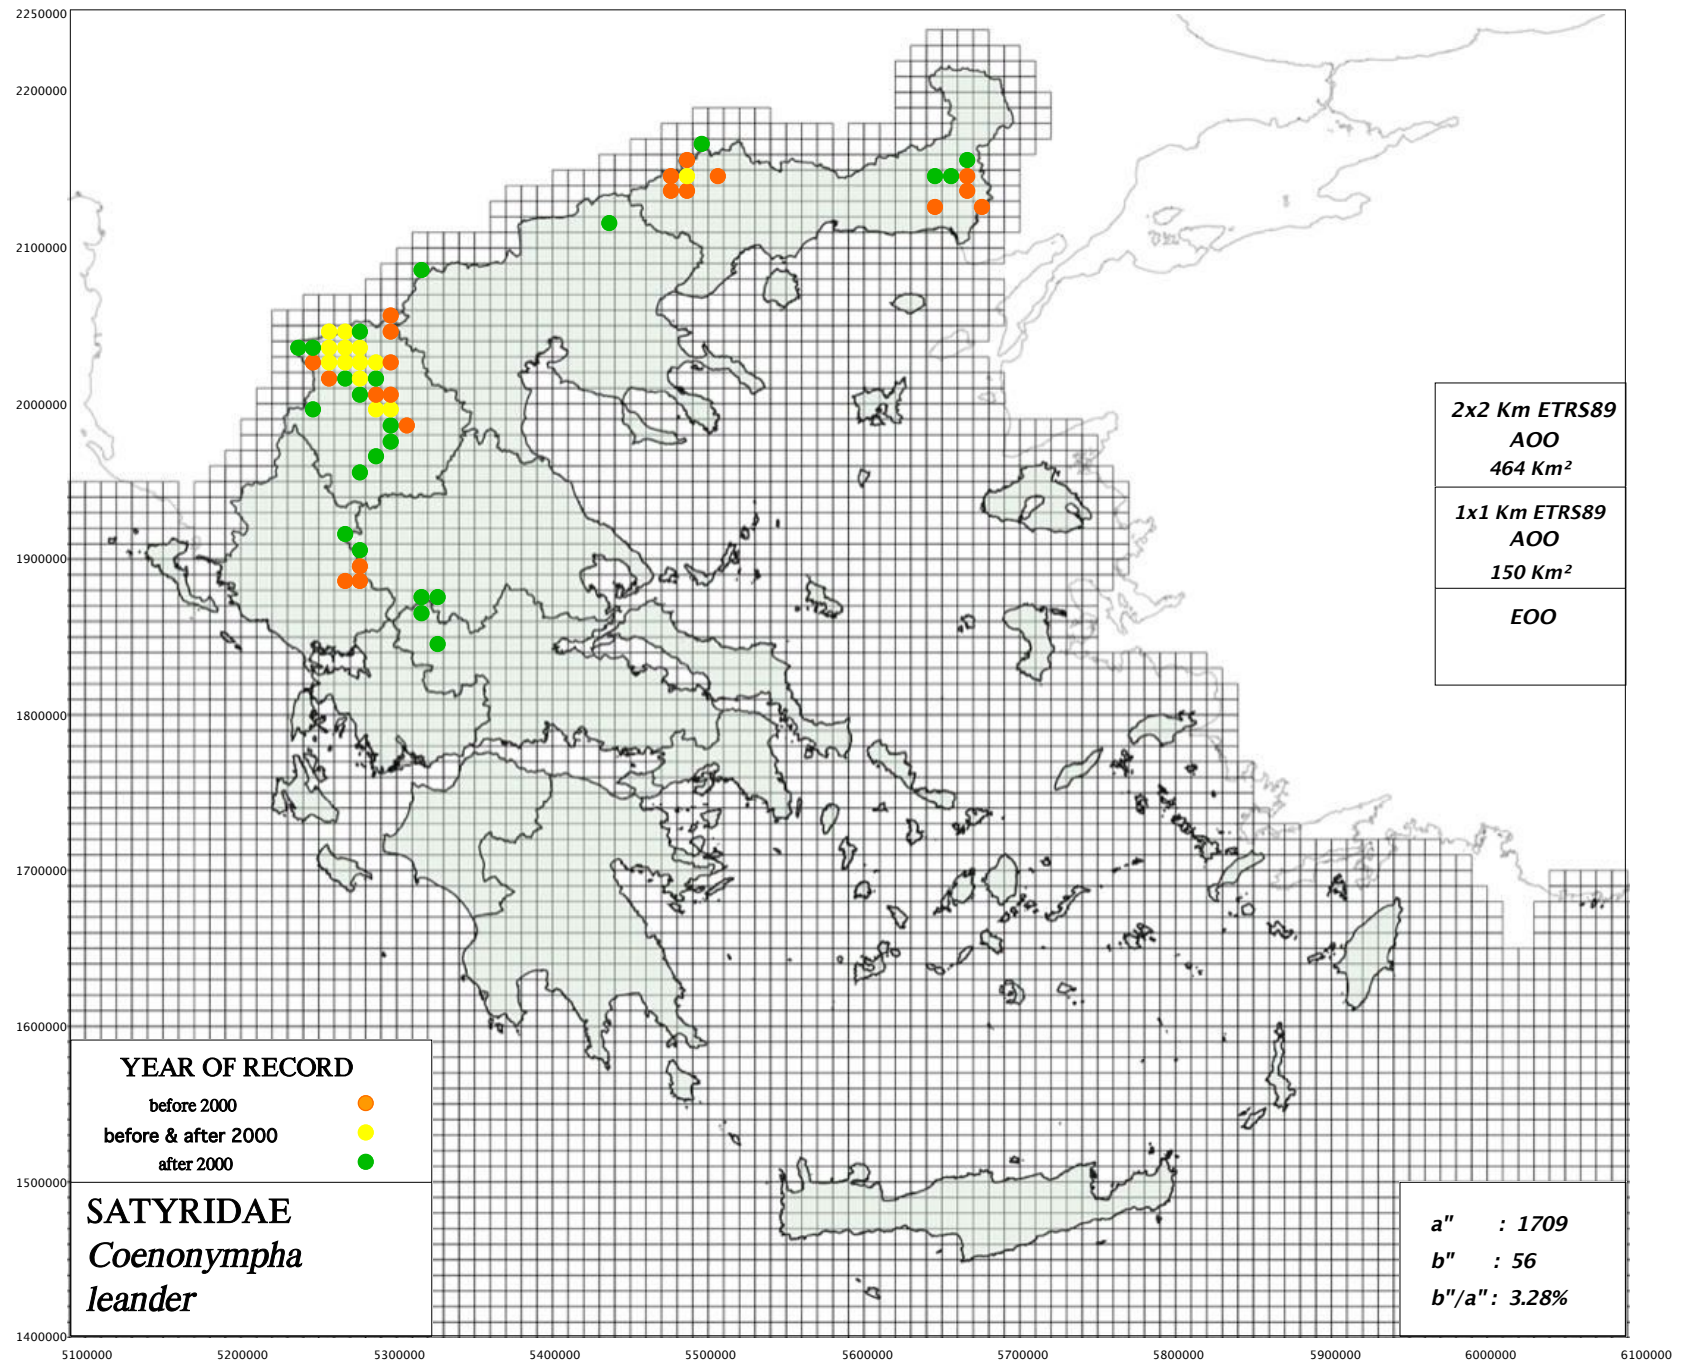 2250000
2200000
2100000
2000000
1900000
1800000
1700000
1600000
1500000
1400000
5100000 5200000 5300000 5400000 5500000 5600000 5700000 5800000 5900000 6000000 6100000
2x2 Km ETRS89
AOO
464 Km²
1x1 Km ETRS89
AOO
150 Km²
EOO
YEAR OF RECORD
before 2000
before & after 2000
after 2000
SATYRIDAE
Coenonympha
leander
a" : 1709
b" : 56
b"/a" : 3.28%